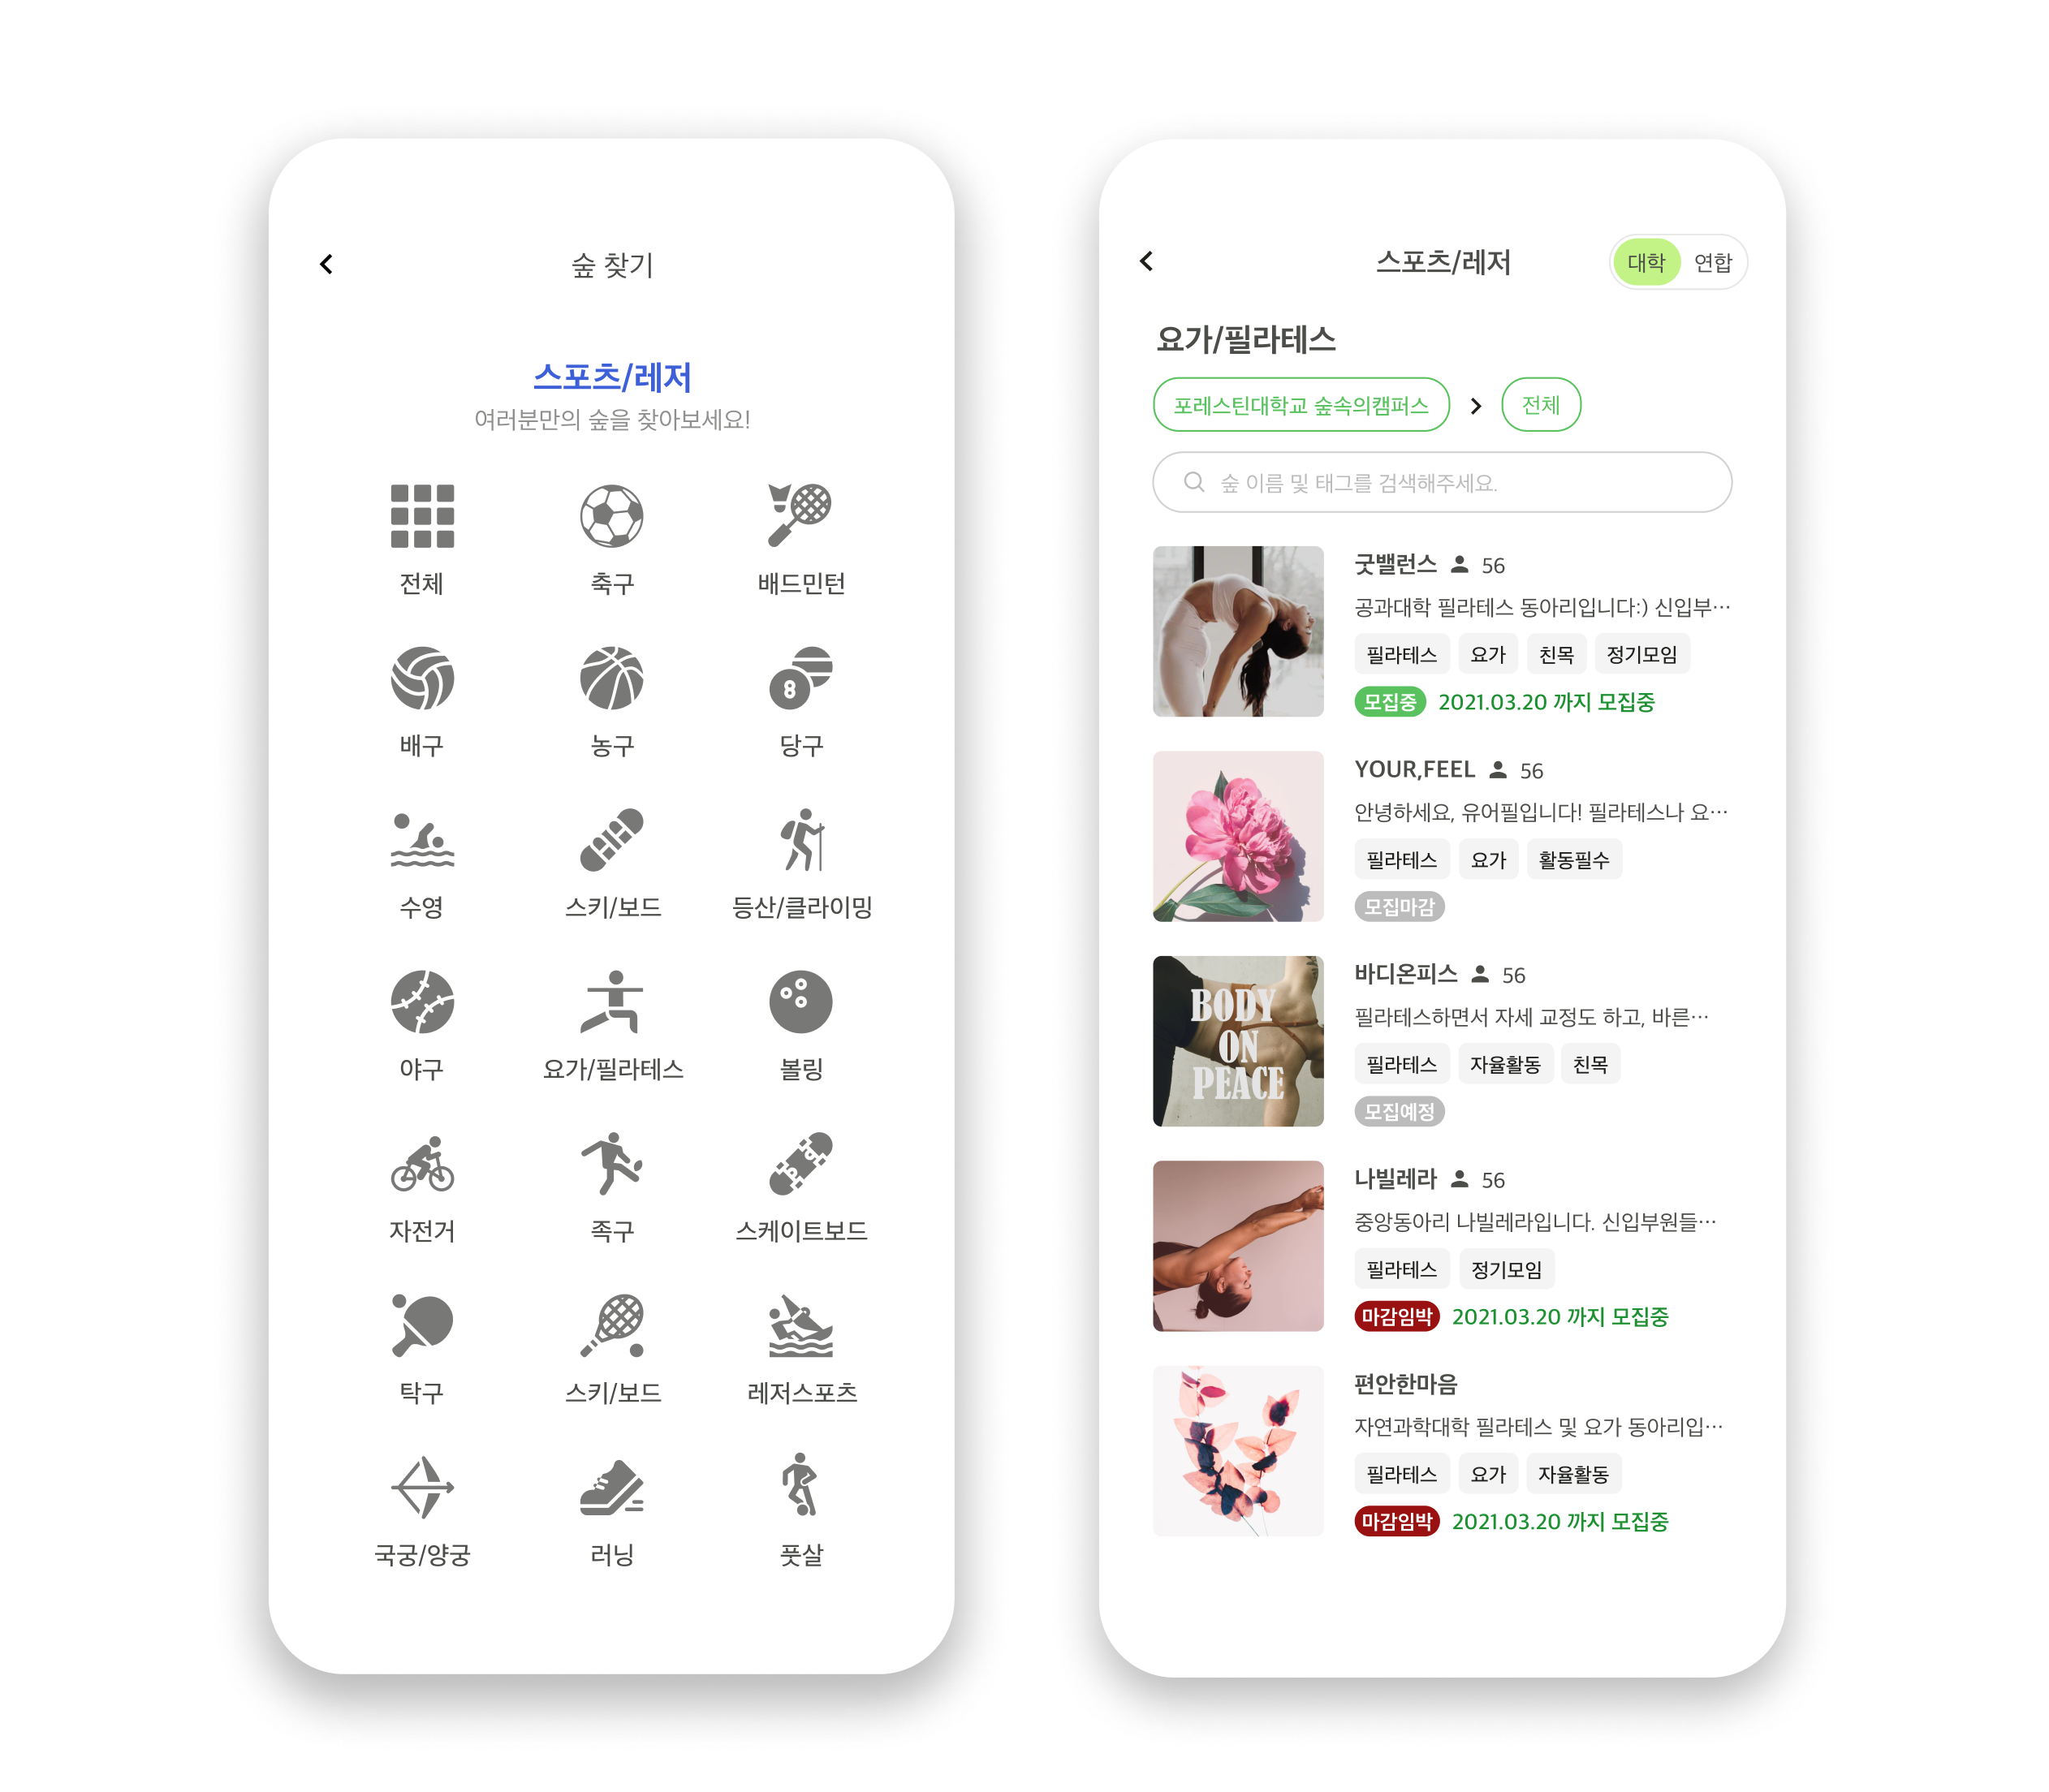 숲 찾기
스포츠/레저
여러분만의 숲을 찾아보세요!
전체 축구 배드민턴
배구 농구 당구
8
수영 스키/보드 등산/클라이밍
야구 요가/필라테스 볼링
자전거 족구 스케이트보드
탁구 스키/보드 레저스포츠
국궁/양궁 러닝 풋살
스포츠/레저 대학 연합
요가/필라테스
포레스틴대학교 숲속의캠퍼스 전체
숲 이름 및 태그를 검색해주세요.
굿밸런스 56
공과대학 필라테스 동아리입니다:) 신입부…
필라테스 요가 친목 정기모임
모집중 2021.03.20 까지 모집중
YOUR,FEEL 56
안녕하세요, 유어필입니다! 필라테스나 요…
필라테스 요가 활동필수
모집마감
BODY
ON
PEACE
바디온피스 56
필라테스하면서 자세 교정도 하고, 바른…
필라테스 자율활동 친목
모집예정
나빌레라 56
중앙동아리 나빌레라입니다. 신입부원들…
필라테스 정기모임
마감임박 2021.03.20 까지 모집중
편안한마음
자연과학대학 필라테스 및 요가 동아리입…
필라테스 요가 자율활동
마감임박 2021.03.20 까지 모집중